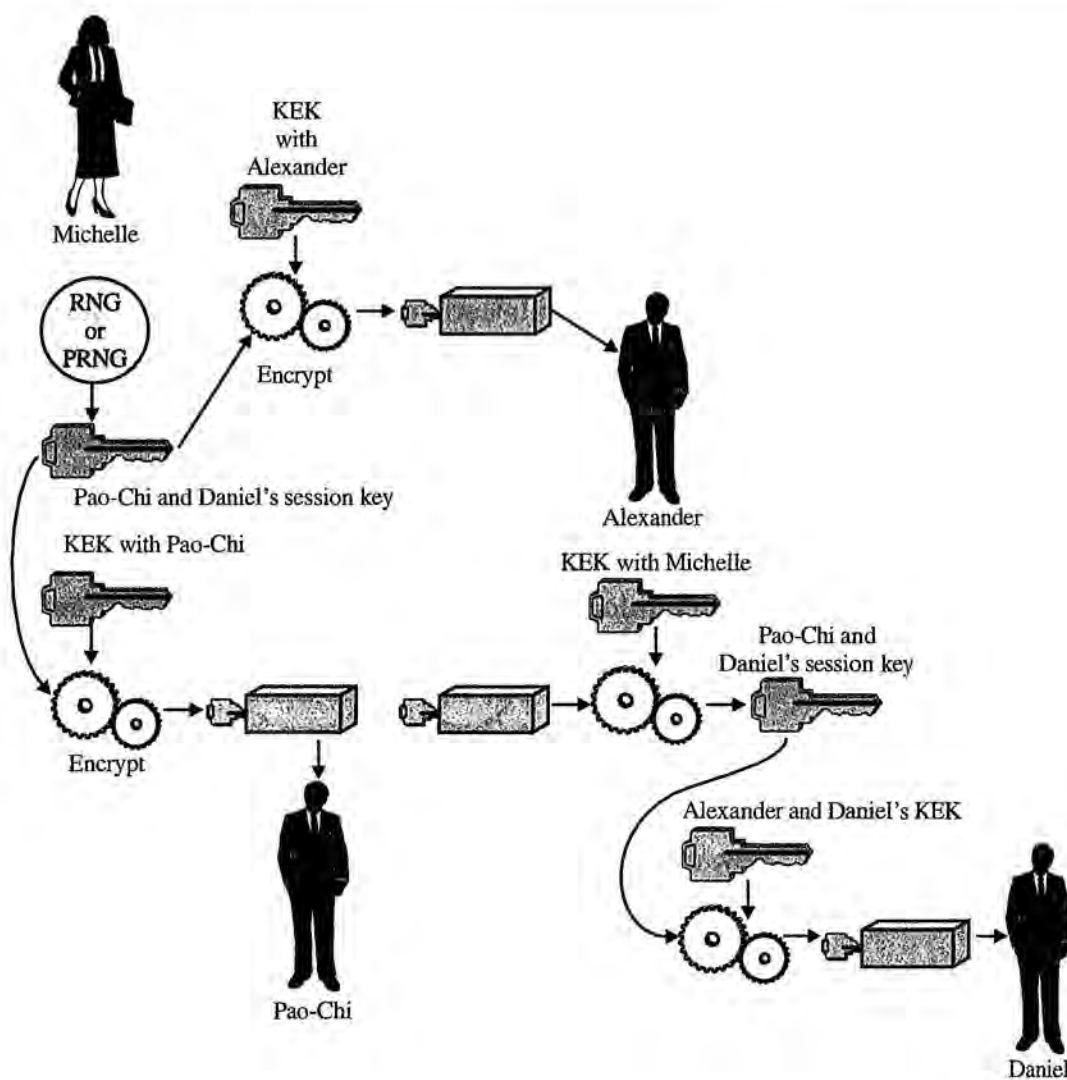 KEK
with
Alexander
Michelle
RNG
or
PRNG
Encrypt
Pao-Chi and Daniel's session key
Alexander
KEK with Pao-Chi
KEK with Michelle
Pao-Chi and
Daniel's session key
Encrypt
Alexander and Daniel's KEK
Pao-Chi
Daniel